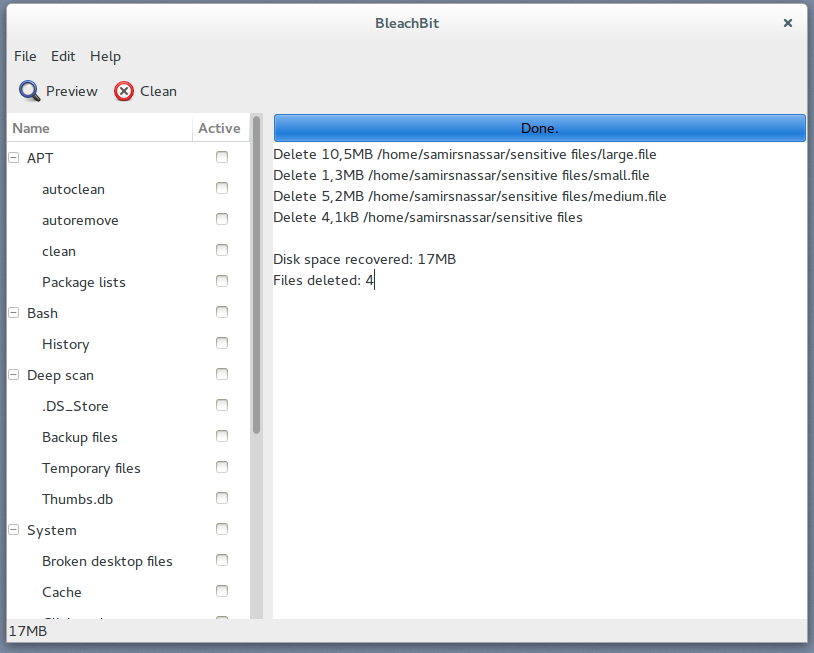 BleachBit
File Edit Help
Preview Clean
Name Active
APT
autoclean
autoremove
clean
Package lists
Bash
History
Deep scan
.DS_Store
Backup files
Temporary files
Thumbs.db
System
Broken desktop files
Cache
Done.
Delete 10,5MB /home/samirsnassar/sensitive files/large.file
Delete 1,3MB /home/samirsnassar/sensitive files/small.file
Delete 5,2MB /home/samirsnassar/sensitive files/medium.file
Delete 4,1kB /home/samirsnassar/sensitive files
Disk space recovered: 17MB
Files deleted: 4
17MB